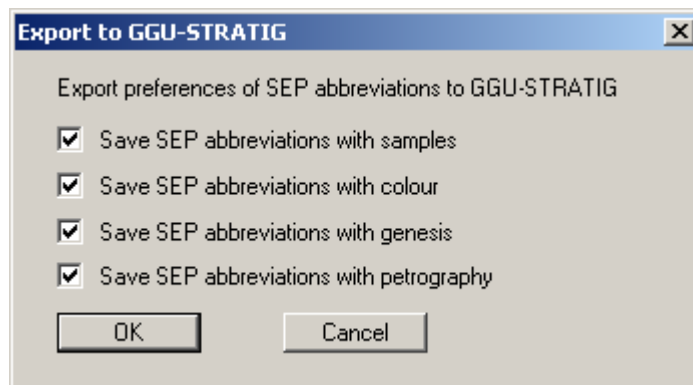 Export to GGU-STRATIG
Export preferences of SEP abbreviations to GGU-STRATIG
Save SEP abbreviations with samples
Save SEP abbreviations with colour
Save SEP abbreviations with genesis
Save SEP abbreviations with petrography
OK Cancel